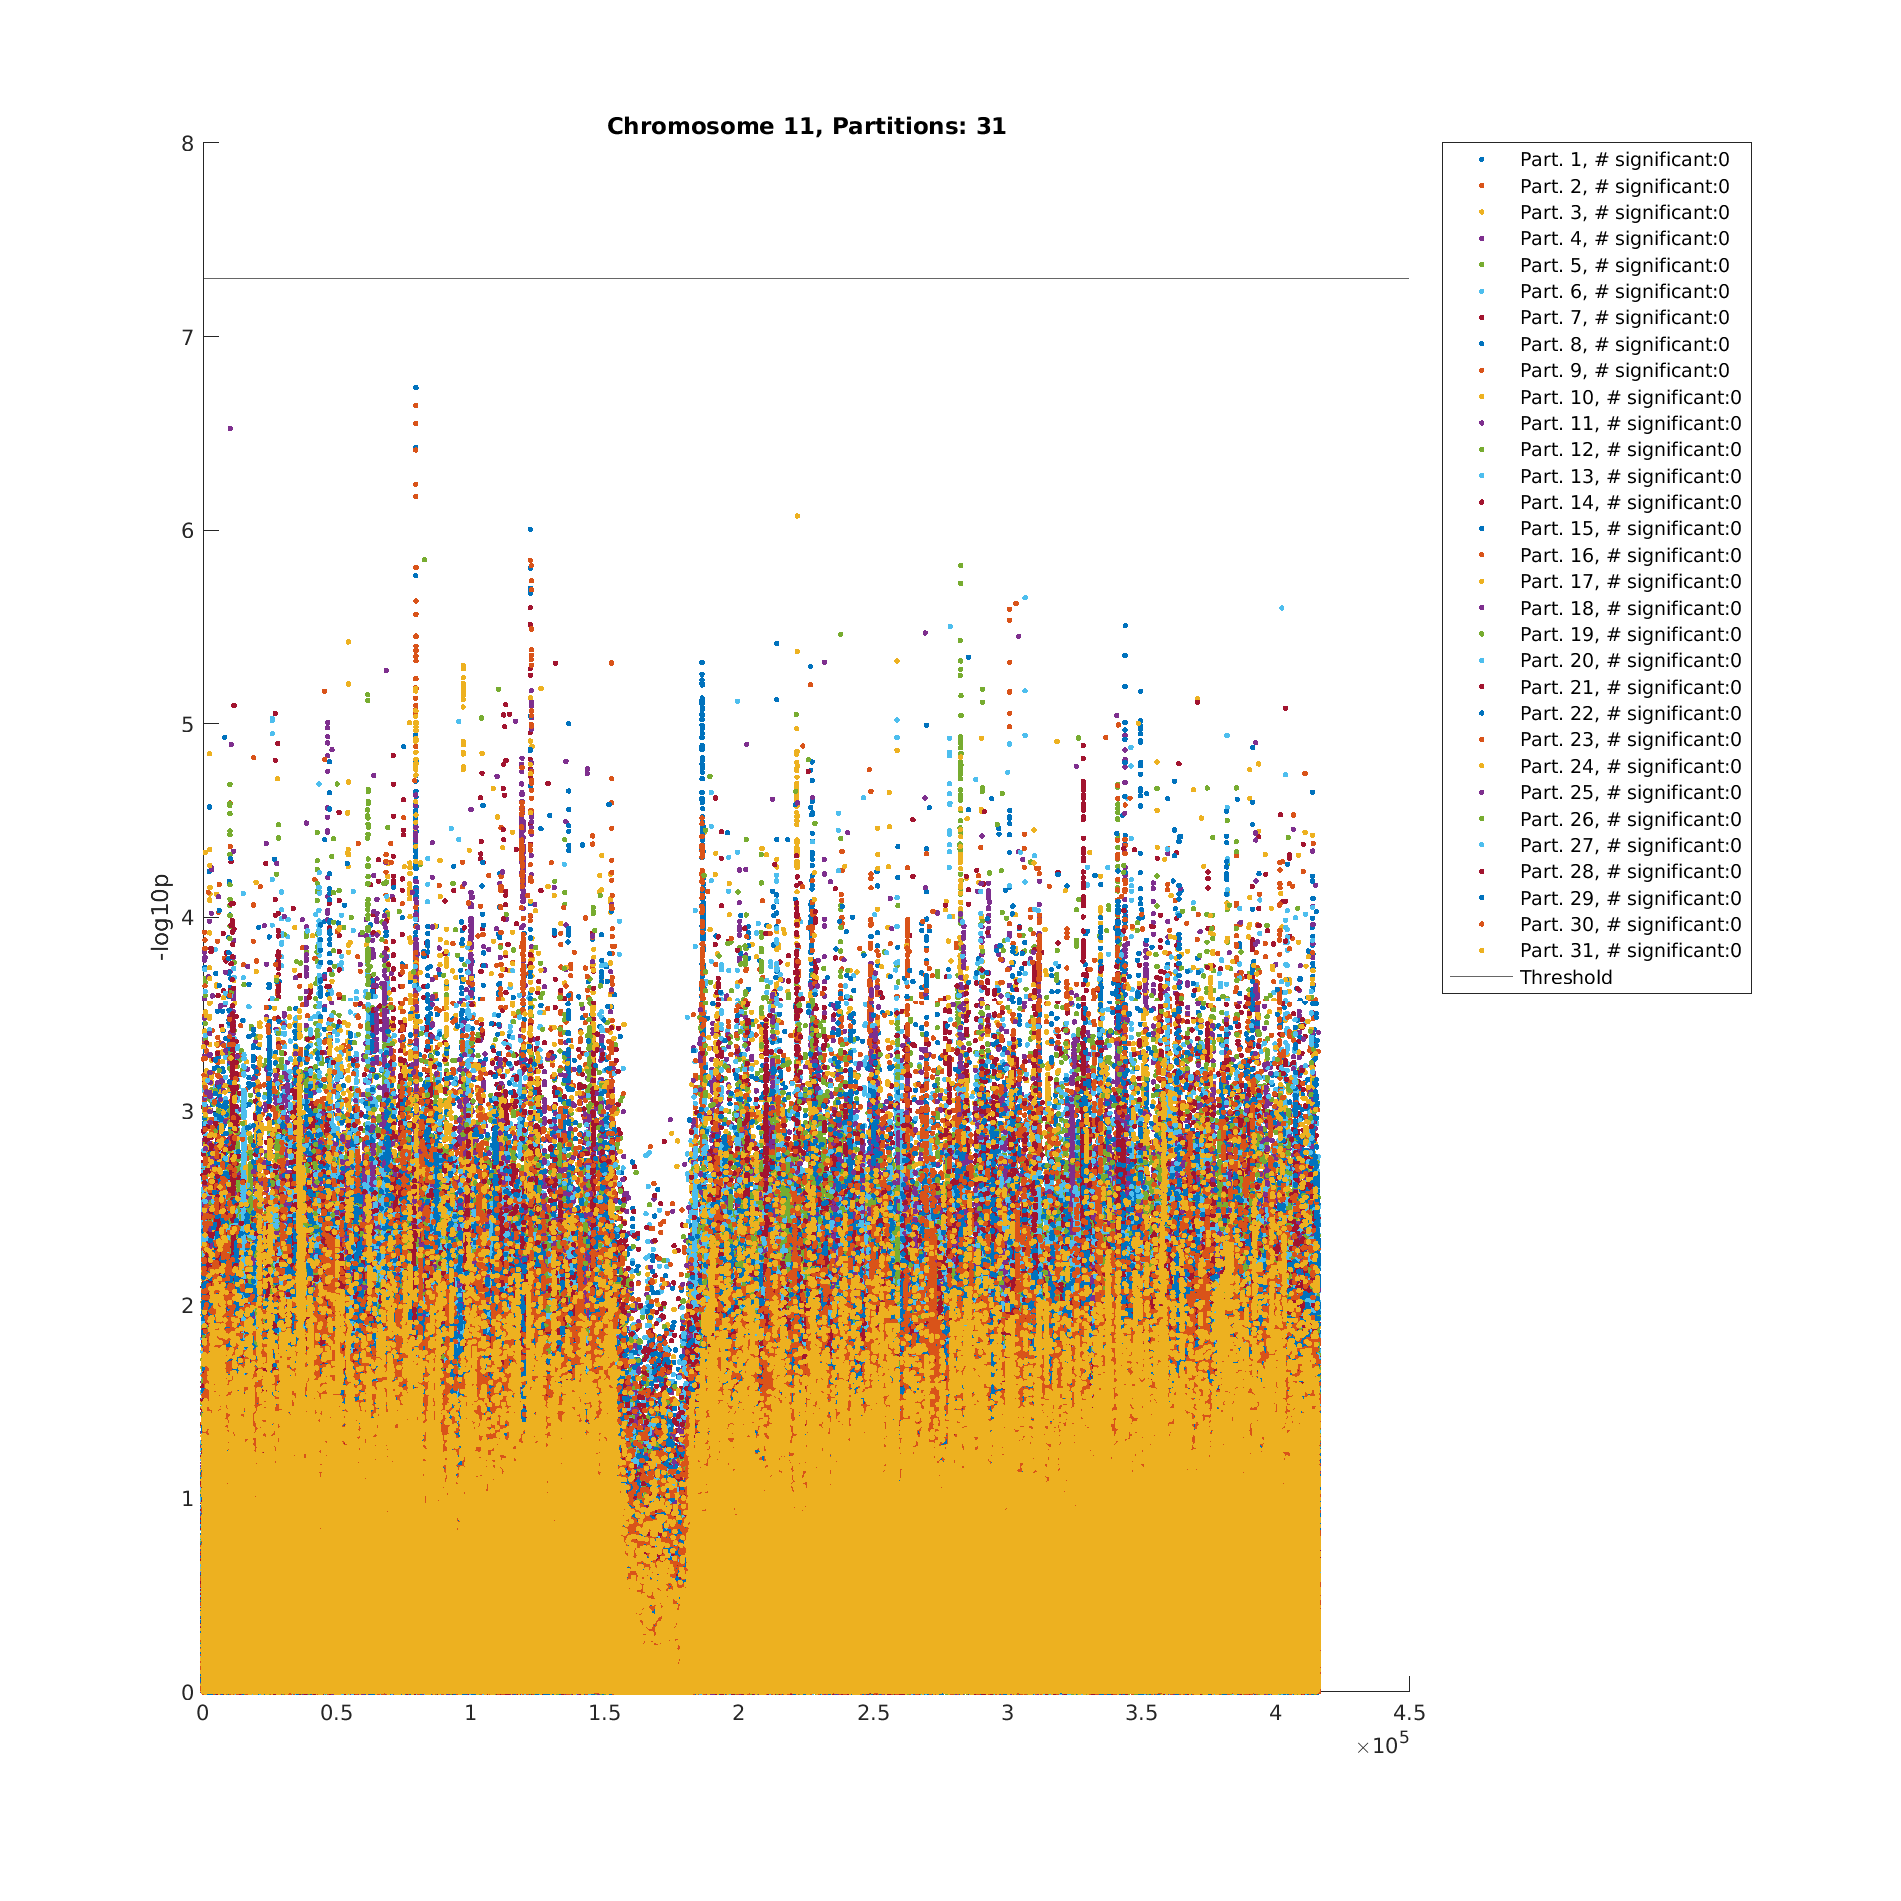 Chromosome 11, Partitions: 31
8
7
6
5
4
3
2
1
0
-log10p
0 0.5 1 1.5 2 2.5 3 3.5 4 4.5
×10^5
Part. 1, # significant:0
Part. 2, # significant:0
Part. 3, # significant:0
Part. 4, # significant:0
Part. 5, # significant:0
Part. 6, # significant:0
Part. 7, # significant:0
Part. 8, # significant:0
Part. 9, # significant:0
Part. 10, # significant:0
Part. 11, # significant:0
Part. 12, # significant:0
Part. 13, # significant:0
Part. 14, # significant:0
Part. 15, # significant:0
Part. 16, # significant:0
Part. 17, # significant:0
Part. 18, # significant:0
Part. 19, # significant:0
Part. 20, # significant:0
Part. 21, # significant:0
Part. 22, # significant:0
Part. 23, # significant:0
Part. 24, # significant:0
Part. 25, # significant:0
Part. 26, # significant:0
Part. 27, # significant:0
Part. 28, # significant:0
Part. 29, # significant:0
Part. 30, # significant:0
Part. 31, # significant:0
Threshold